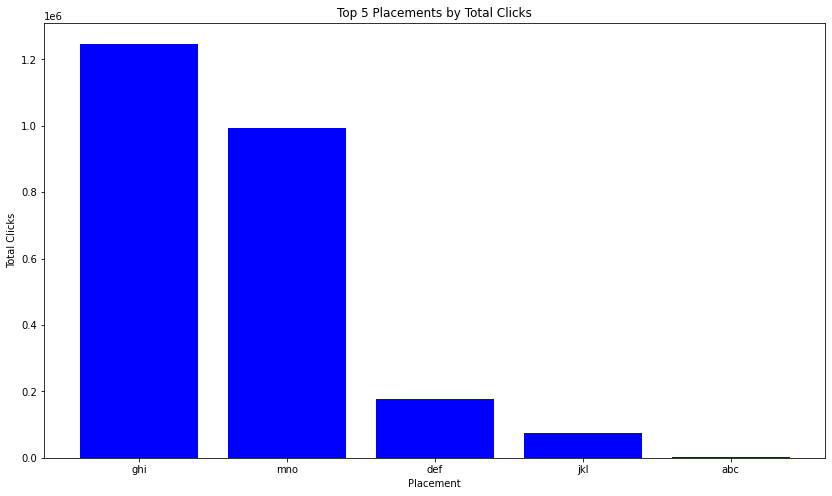 Top 5 Placements by Total Clicks
1e6
1.2
1.0
0.8
0.6
0.4
0.2
0.0
Total Clicks
ghi mno def jkl abc
Placement